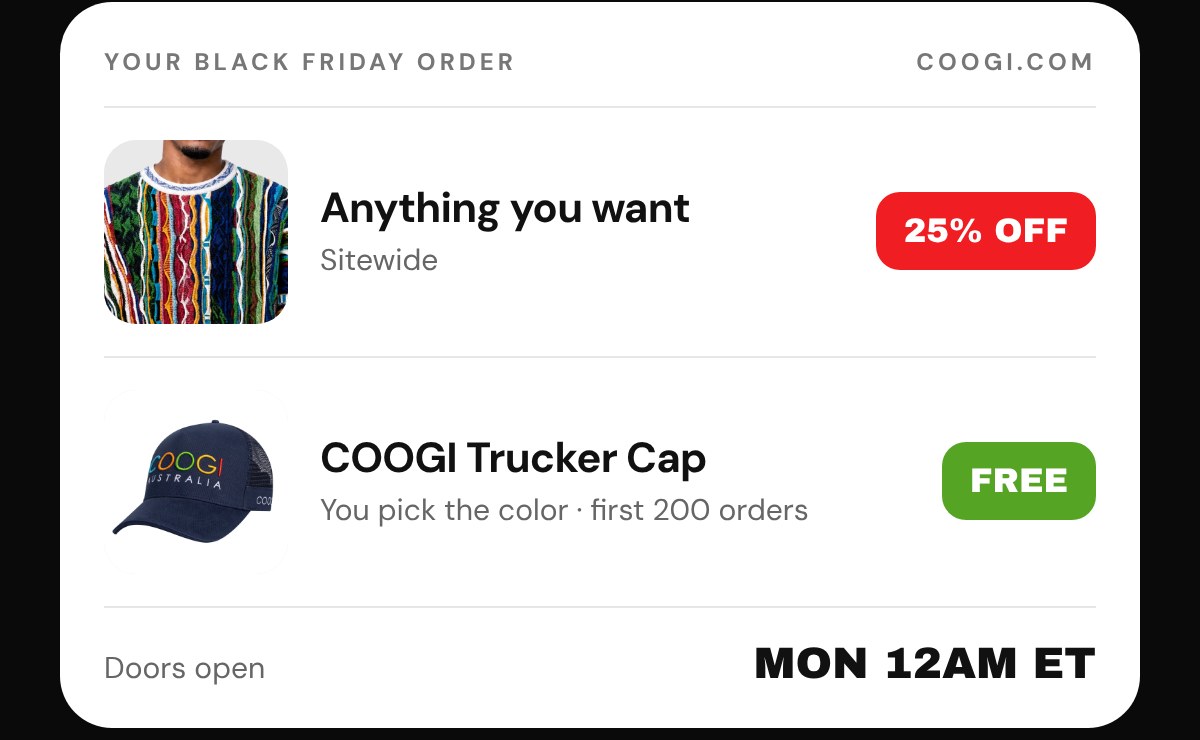 YOUR BLACK FRIDAY ORDER COOGI.COM
Anything you want
25% OFF
Sitewide
COOGI
AUSTRALIA
COOGI Trucker Cap
FREE
You pick the color · first 200 orders
Doors open MON 12AM ET